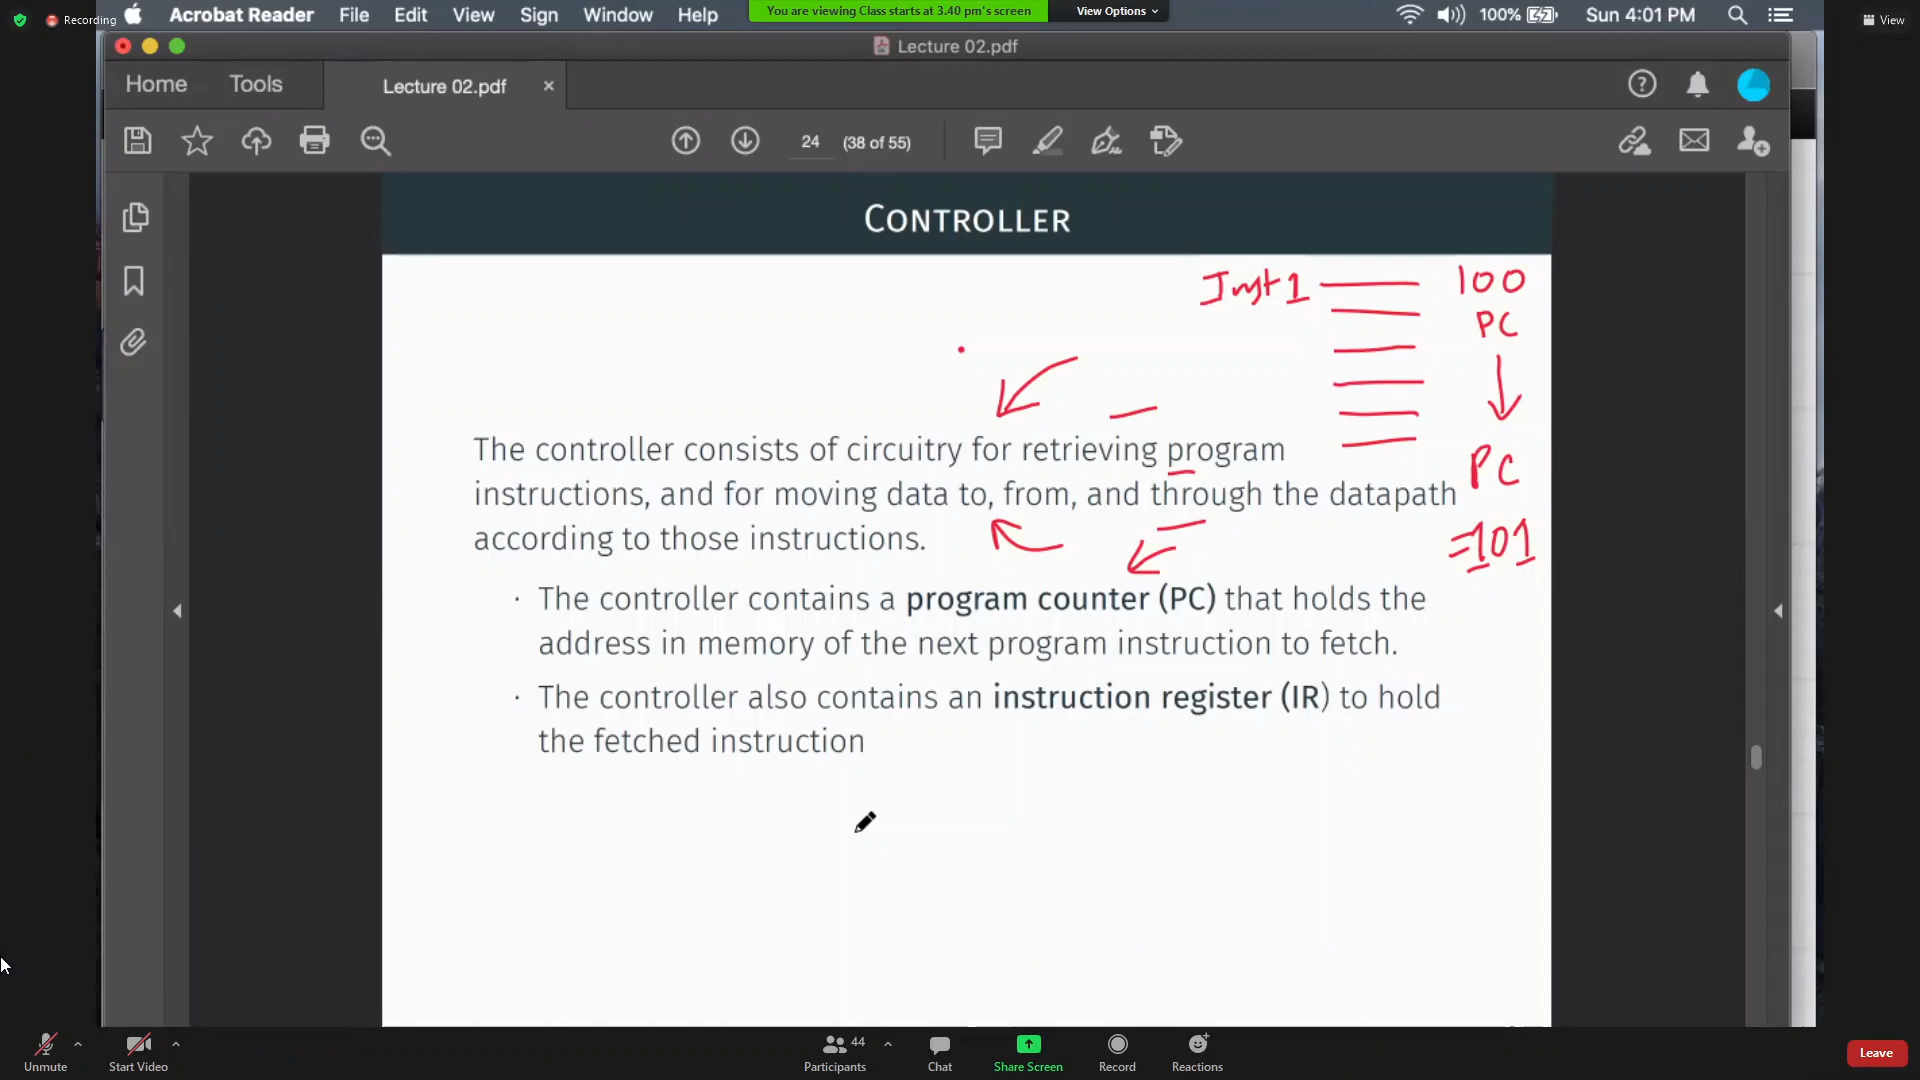 Recording
Acrobat Reader File Edit View Sign Window Help
You are viewing Class starts at 3.40 pm's screen
View Options
100%
Sun 4:01 PM
View
Lecture 02.pdf
Home Tools Lecture 02.pdf ×
24 (38 of 55)
CONTROLLER
Inst 1
100
PC
PC
=101
The controller consists of circuitry for retrieving program
instructions, and for moving data to, from, and through the datapath
according to those instructions.
· The controller contains a program counter (PC) that holds the
address in memory of the next program instruction to fetch.
· The controller also contains an instruction register (IR) to hold
the fetched instruction
Unmute
Start Video
44
Participants
Chat
Share Screen
Record
Reactions
Leave